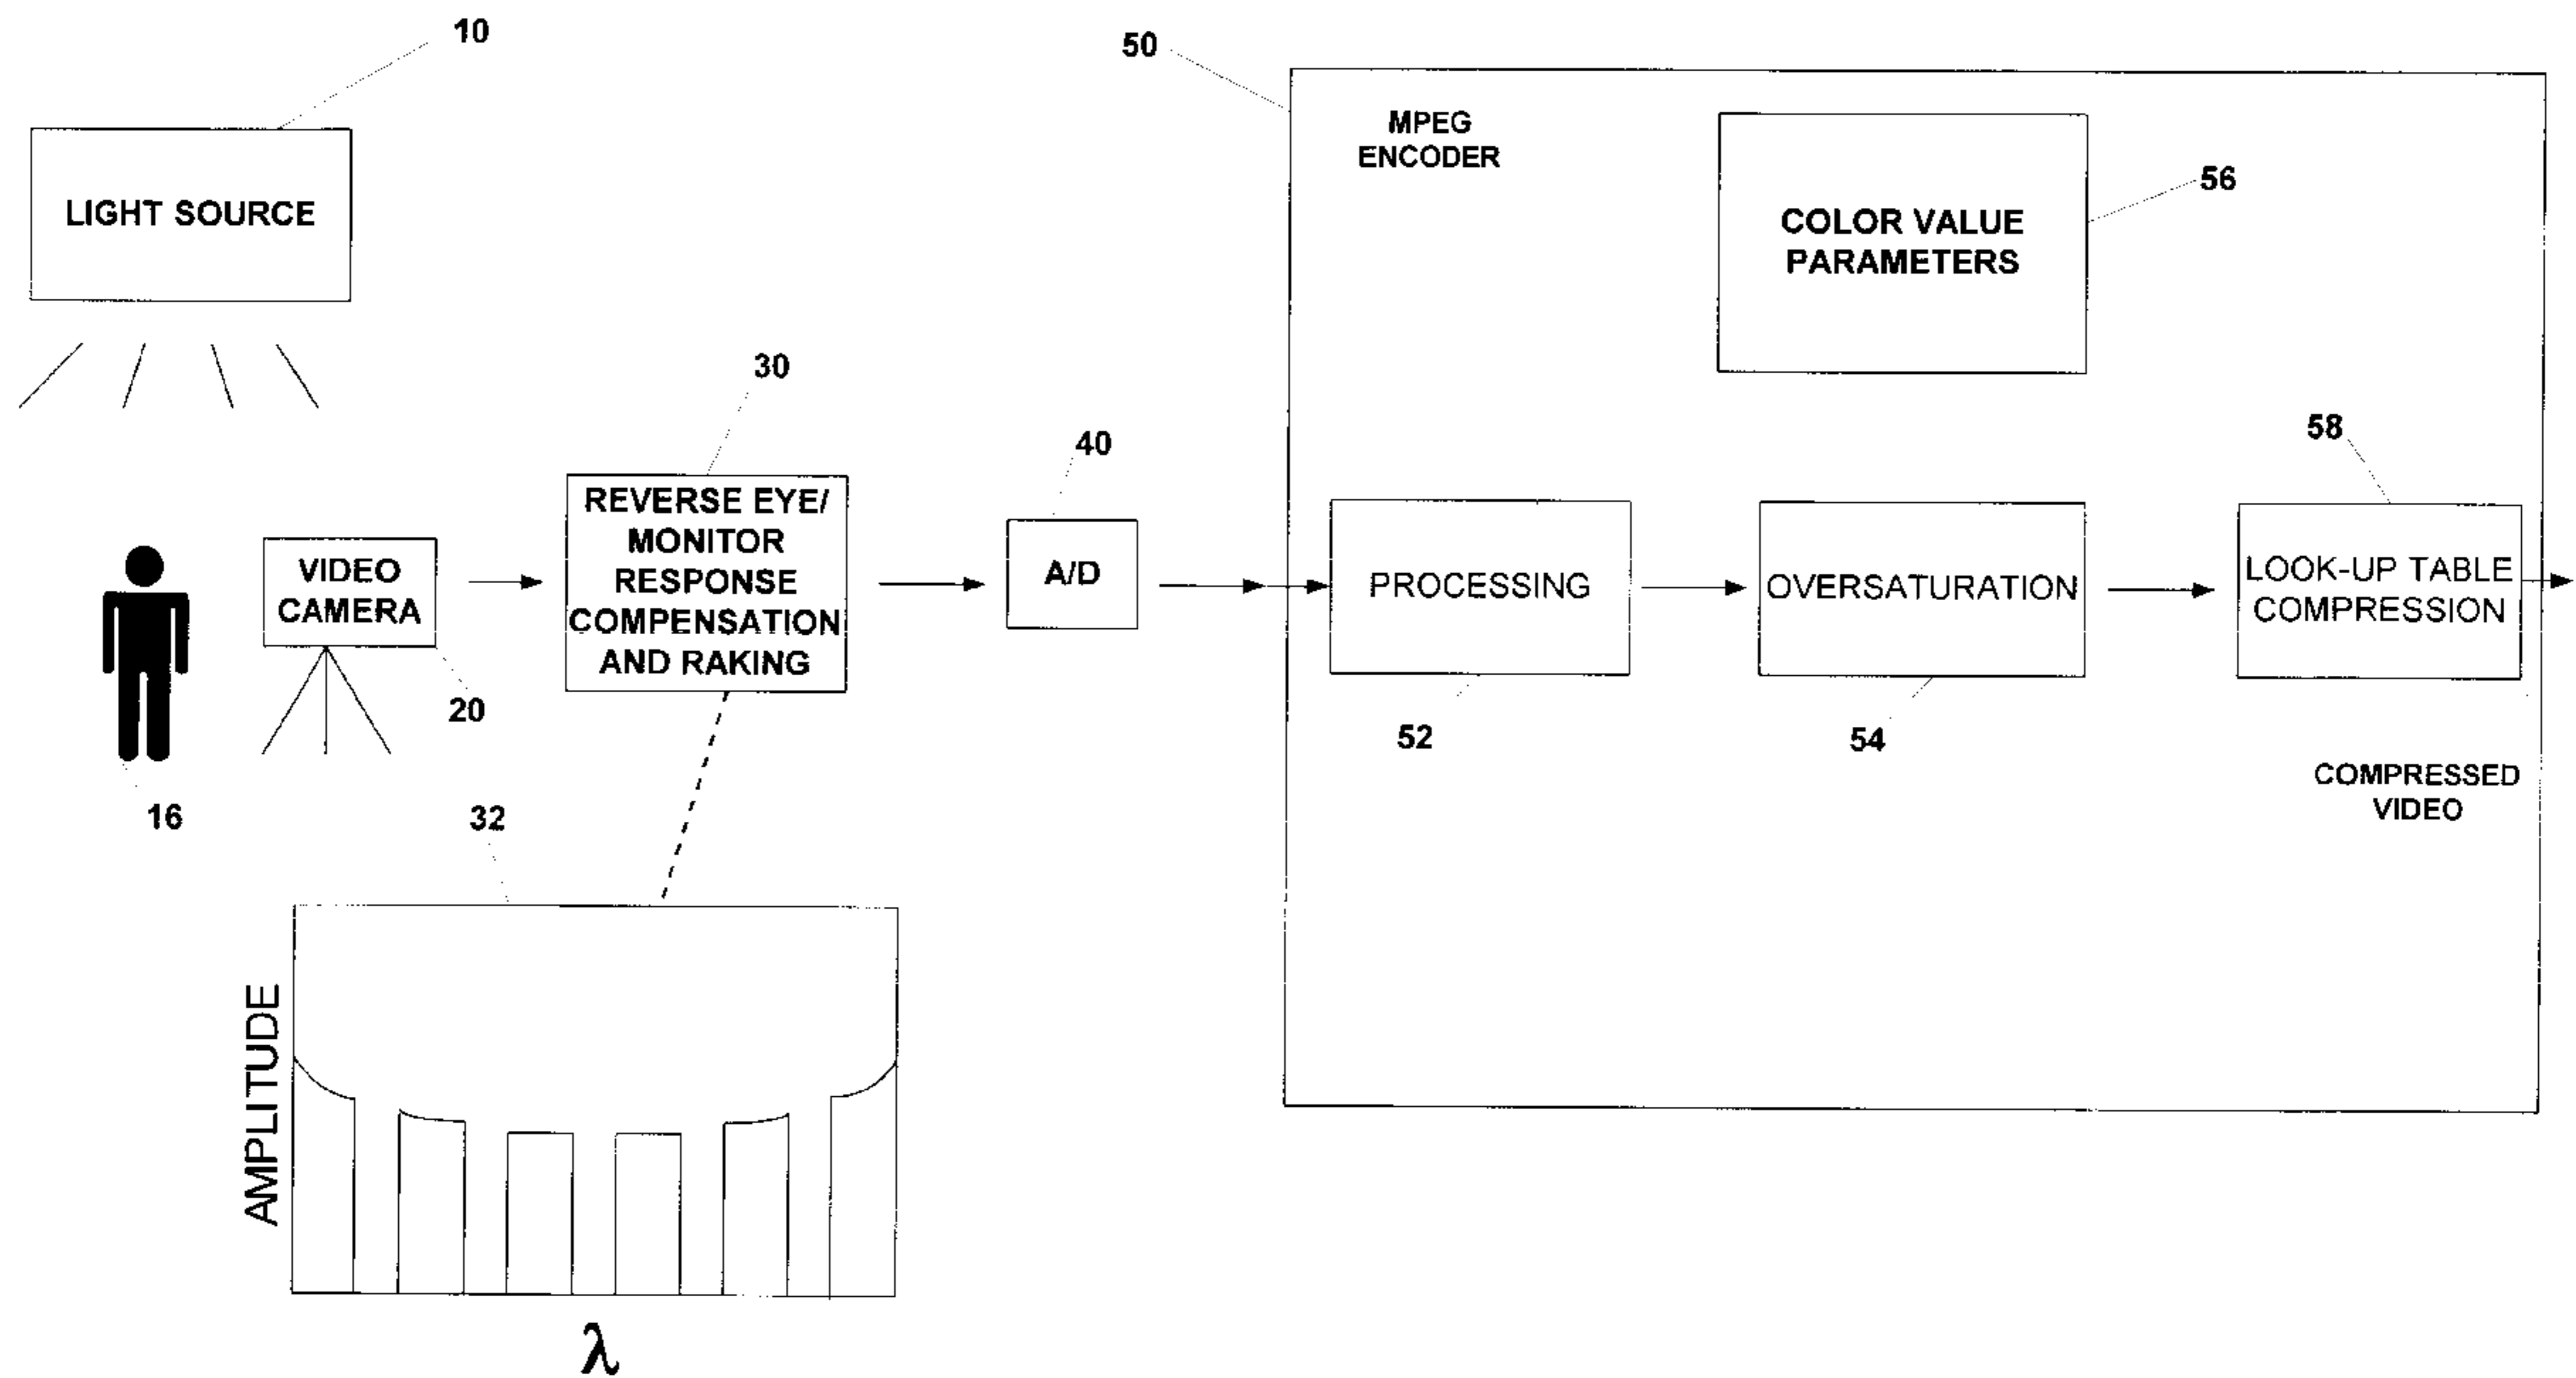 10
50
MPEG
ENCODER
LIGHT SOURCE
COLOR VALUE
PARAMETERS
56
30
40
58
REVERSE EYE/
MONITOR
RESPONSE
COMPENSATION
AND RAKING
VIDEO
CAMERA
A/D
PROCESSING
OVERSATURATION
LOOK-UP TABLE
COMPRESSION
20
52
54
16
32
COMPRESSED
VIDEO
AMPLITUDE
λ